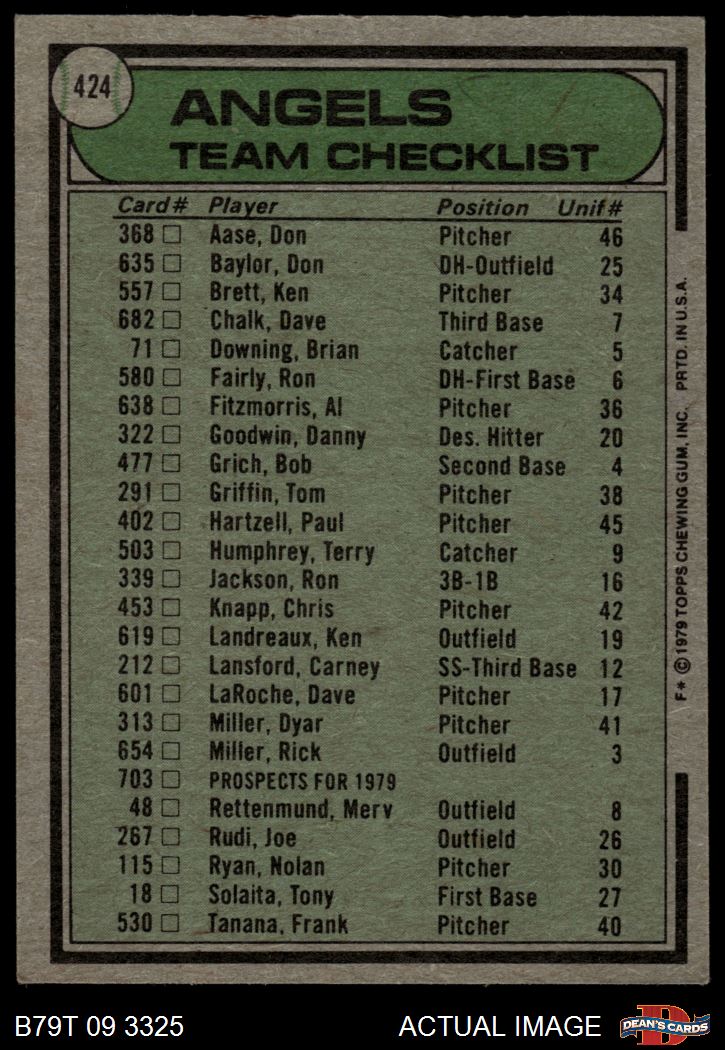 424
ANGELS
TEAM CHECKLIST
Card# Player Position Unif#
368 □ Aase, Don Pitcher 46
635 □ Baylor, Don DH-Outfield 25
557 □ Brett, Ken Pitcher 34
682 □ Chalk, Dave Third Base 7
71 □ Downing, Brian Catcher 5
580 □ Fairly, Ron DH-First Base 6
638 □ Fitzmorris, Al Pitcher 36
322 □ Goodwin, Danny Des. Hitter 20
477 □ Grich, Bob Second Base 4
291 □ Griffin, Tom Pitcher 38
402 □ Hartzell, Paul Pitcher 45
503 □ Humphrey, Terry Catcher 9
339 □ Jackson, Ron 3B-1B 16
453 □ Knapp, Chris Pitcher 42
619 □ Landreaux, Ken Outfield 19
212 □ Lansford, Carney SS-Third Base 12
601 □ LaRoche, Dave Pitcher 17
313 □ Miller, Dyar Pitcher 41
654 □ Miller, Rick Outfield 3
703 □ PROSPECTS FOR 1979
48 □ Rettenmund, Merv Outfield 8
267 □ Rudi, Joe Outfield 26
115 □ Ryan, Nolan Pitcher 30
18 □ Solaita, Tony First Base 27
530 □ Tanana, Frank Pitcher 40
F* © 1979 TOPPS CHEWING GUM, INC. PRTD. IN U.S.A.
B79T 09 3325 ACTUAL IMAGE
D
DEAN'S CARDS